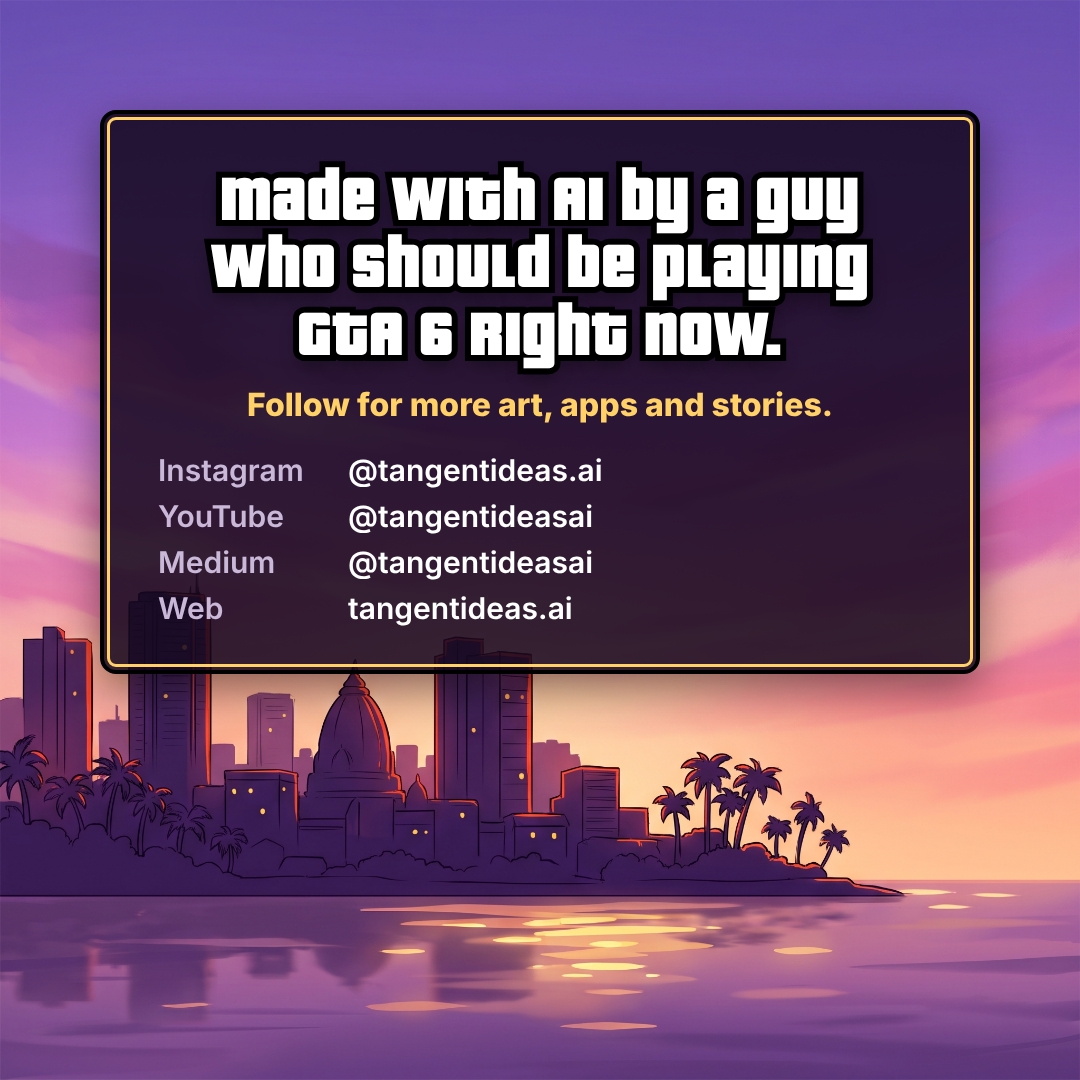 made with AI by a guy
who should be playing
GTA 6 Right now.
Follow for more art, apps and stories.
Instagram @tangentideas.ai
YouTube @tangentideasai
Medium @tangentideasai
Web tangentideas.ai